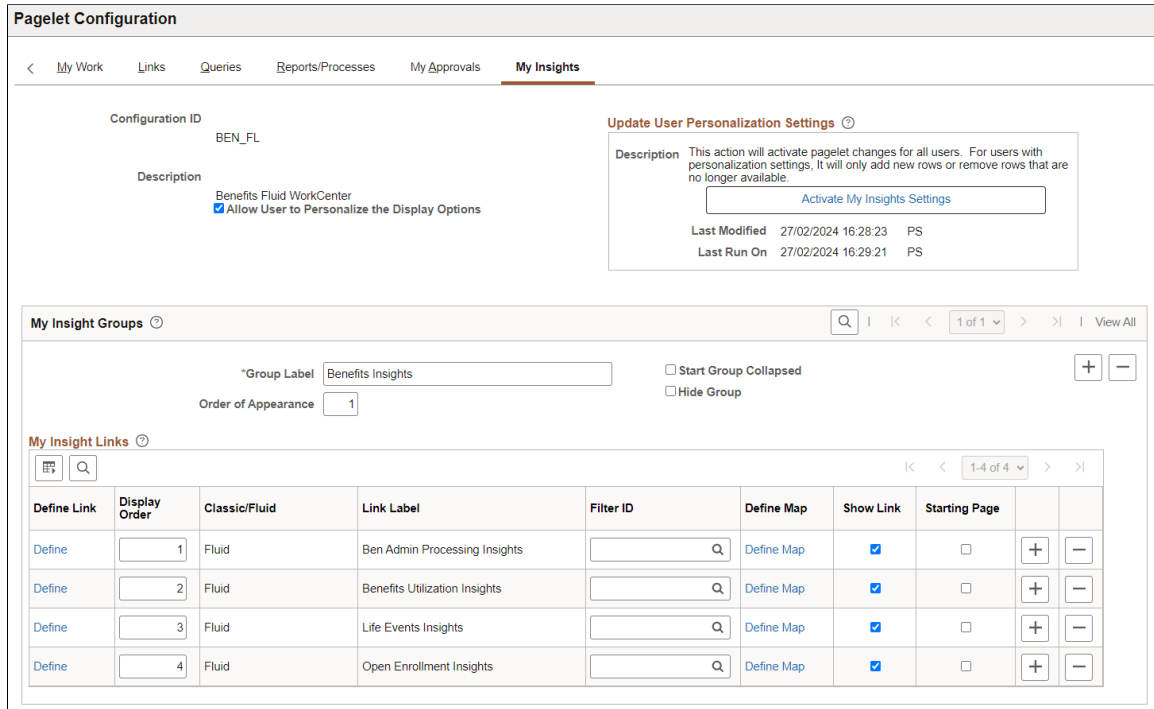 Pagelet Configuration
My Work Links Queries Reports/Processes My Approvals My Insights
Configuration ID
BEN_FL
Description
Benefits Fluid WorkCenter
Allow User to Personalize the Display Options
Update User Personalization Settings
Description This action will activate pagelet changes for all users. For users with
personalization settings, It will only add new rows or remove rows that are
no longer available.
Activate My Insights Settings
Last Modified 27/02/2024 16:28:23 PS
Last Run On 27/02/2024 16:29:21 PS
My Insight Groups
1 of 1
View All
*Group Label Benefits Insights
Start Group Collapsed
Order of Appearance 1
Hide Group
My Insight Links
1-4 of 4
Define Link Display Order Classic/Fluid Link Label Filter ID Define Map Show Link Starting Page
Define 1 Fluid Ben Admin Processing Insights Define Map
Define 2 Fluid Benefits Utilization Insights Define Map
Define 3 Fluid Life Events Insights Define Map
Define 4 Fluid Open Enrollment Insights Define Map